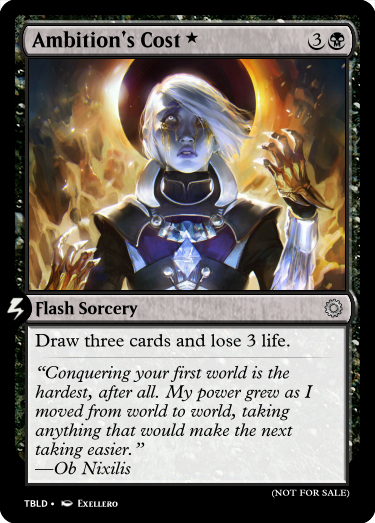 Ambition's Cost ★ 3
Flash Sorcery
Draw three cards and lose 3 life.
“Conquering your first world is the
hardest, after all. My power grew as I
moved from world to world, taking
anything that would make the next
taking easier.”
—Ob Nixilis
(NOT FOR SALE)
TBLD • Exellero